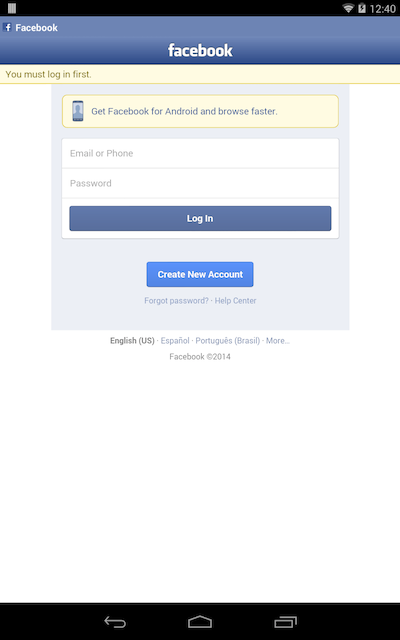 12:40
Facebook
facebook
You must log in first.
Get Facebook for Android and browse faster.
Email or Phone
Password
Log In
Create New Account
Forgot password? · Help Center
English (US) · Español · Português (Brasil) · More…
Facebook ©2014